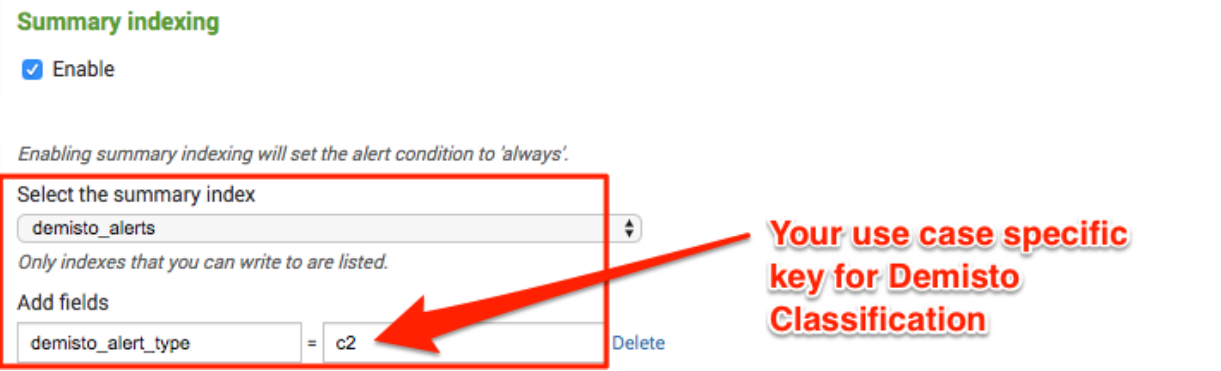 Summary indexing
Enable
Enabling summary indexing will set the alert condition to 'always'.
Select the summary index
demisto_alerts
Only indexes that you can write to are listed.
Add fields
demisto_alert_type = c2 Delete
Your use case specific
key for Demisto
Classification